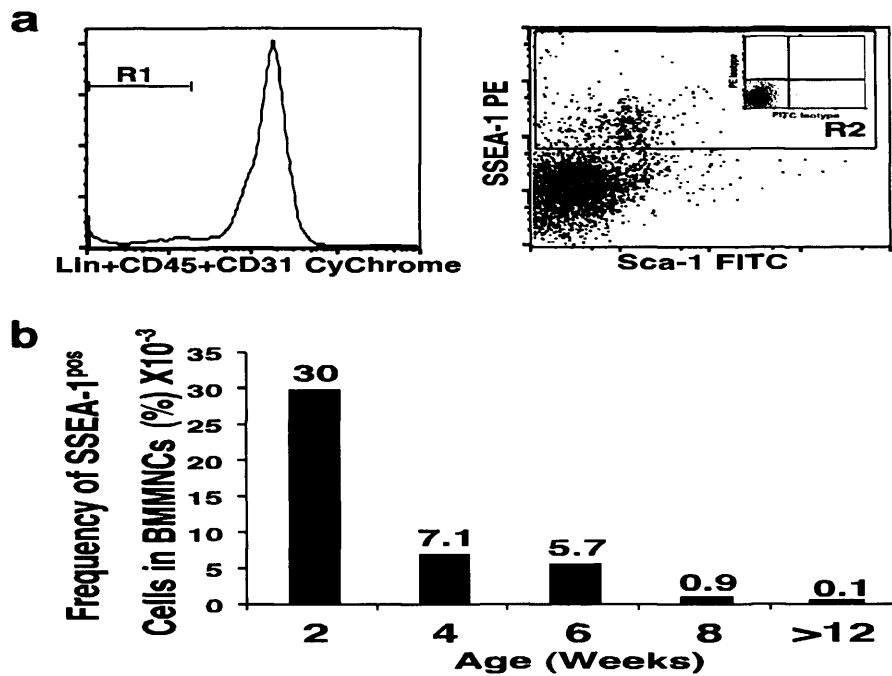 a
R1
Lin+CD45+CD31 CyChrome
SSEA-1 PE
PE Isotype
FITC Isotype
R2
Sca-1 FITC
b
Frequency of SSEA-1pos
Cells in BMMNCs (%) X10-3
35
30
25
20
15
10
5
0
30
7.1
5.7
0.9
0.1
2 4 6 8 >12
Age (Weeks)